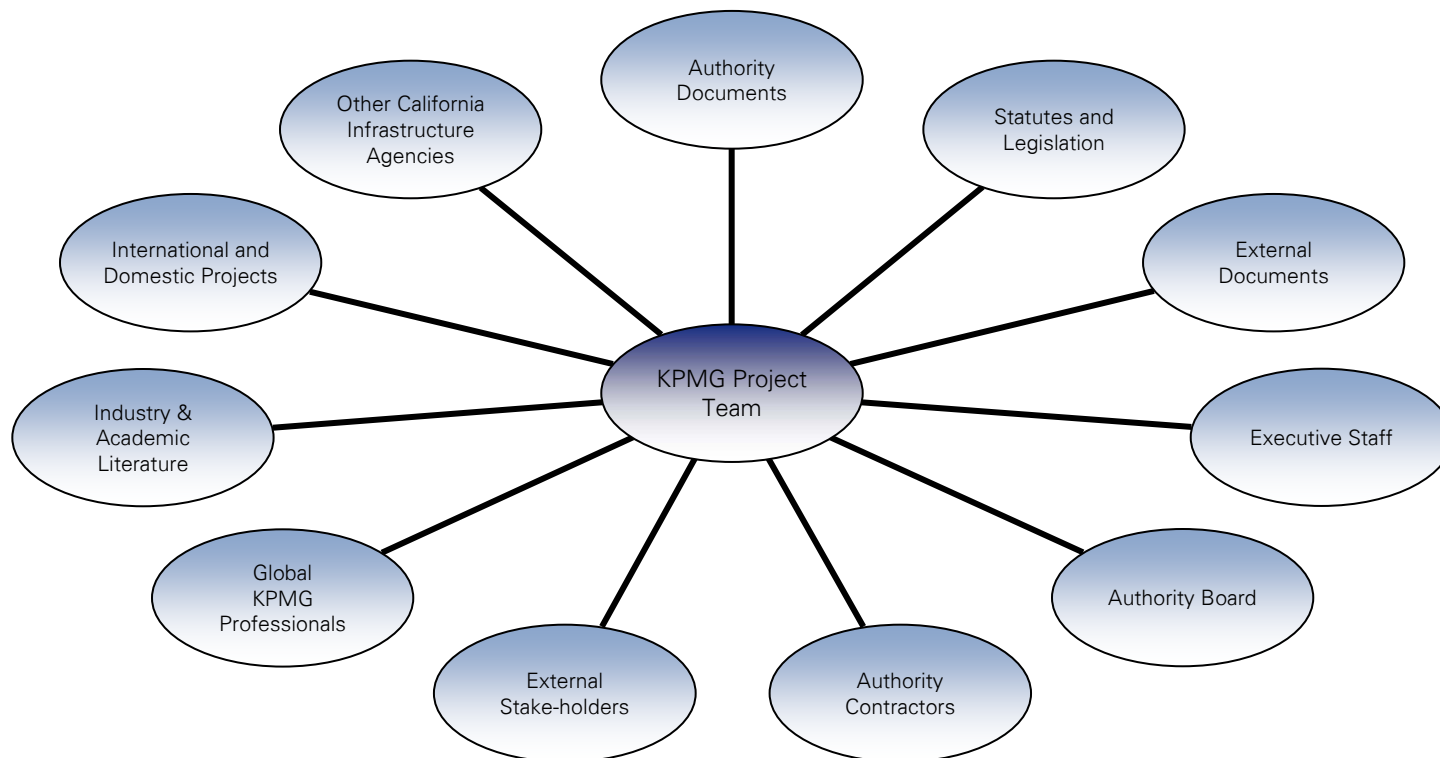 Authority
Documents
Other California
Infrastructure
Agencies
Statutes and
Legislation
International and
Domestic Projects
External
Documents
KPMG Project
Team
Industry &
Academic
Literature
Executive Staff
Global
KPMG
Professionals
Authority Board
External
Stake-holders
Authority
Contractors